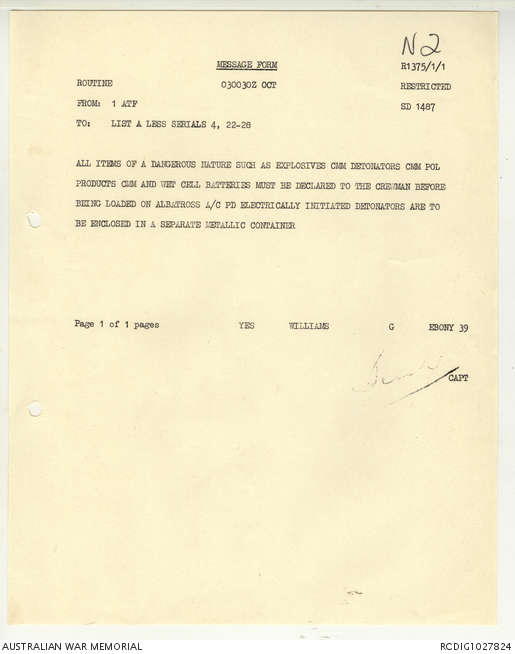 N2
MESSAGE FORM
R1375/1/1
ROUTINE 030030Z OCT RESTRICTED
FROM: 1 ATF SD 1487
TO: LIST A LESS SERIALS 4, 22-28
ALL ITEMS OF A DANGEROUS NATURE SUCH AS EXPLOSIVES CMM DETONATORS CMM POL
PRODUCTS CMM AND WET CELL BATTERIES MUST BE DECLARED TO THE CREWMAN BEFORE
BEING LOADED ON ALBATROSS A/C PD ELECTRICALLY INITIATED DETONATORS ARE TO
BE ENCLOSED IN A SEPARATE METALLIC CONTAINER
Page 1 of 1 pages YES WILLIAMS G EBONY 39
CAPT
AUSTRALIAN WAR MEMORIAL RCDIG1027824